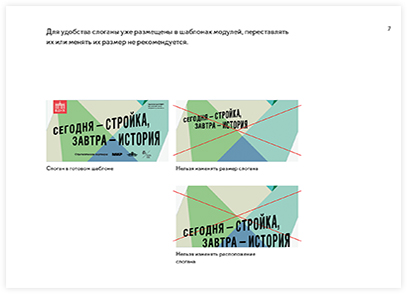 Для удобства слоганы уже размещены в шаблонах модулей, переставлять
их или менять их размер не рекомендуется.
7
СЕГОДНЯ – СТРОЙКА,
ЗАВТРА – ИСТОРИЯ
СЕГОДНЯ – СТРОЙКА,
ЗАВТРА – ИСТОРИЯ
Слоган в готовом шаблоне
Нельзя изменять размер слогана
СЕГОДНЯ – СТРОЙКА,
ЗАВТРА – ИСТОРИЯ
Нельзя изменять расположение
слогана